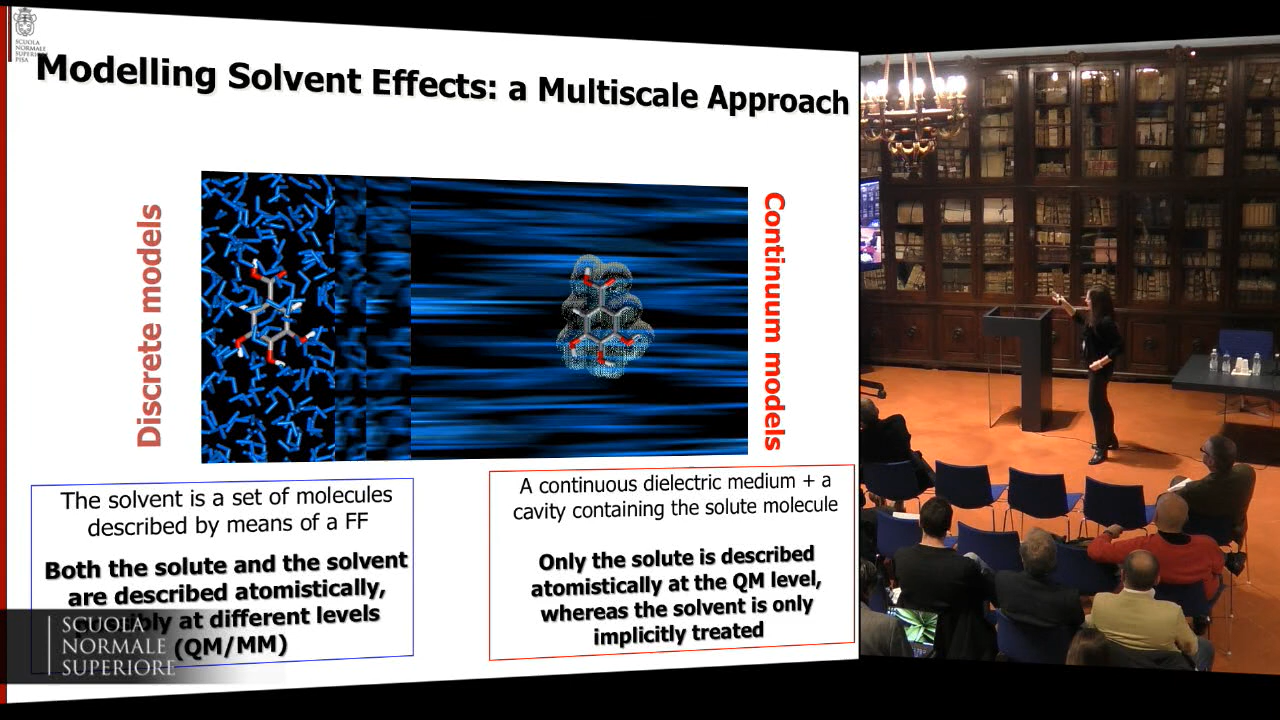 SCUOLA
NORMALE
SUPERIORE
PISA
Modelling Solvent Effects: a Multiscale Approach
Discrete models
Continuum models
The solvent is a set of molecules
described by means of a FF
Both the solute and the solvent
are described atomistically,
possibly at different levels
(QM/MM)
A continuous dielectric medium + a
cavity containing the solute molecule
Only the solute is described
atomistically at the QM level,
whereas the solvent is only
implicitly treated
SCUOLA
NORMALE
SUPERIORE